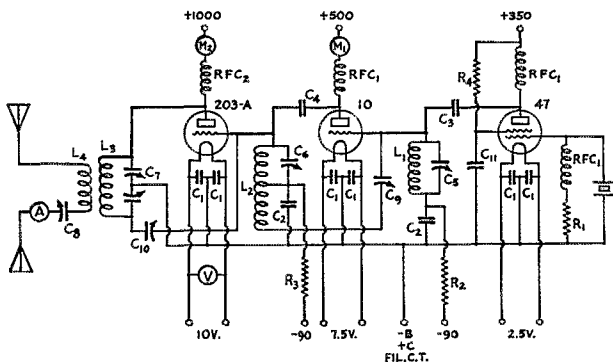 +1000 +500 +350
M2 M1
RFC2 RFC1 R4 RFC1
203-A C4 10 C3 47
L4 L3 C7 C6 L1 C5 C11 RFC1
C1 C1 L2 C2 C1 C1 C9 C1 C1
A C8 C10 C2 R1
V R3 R2
10V. -90 7.5V. -B -90 2.5V.
+C
FIL.C.T.